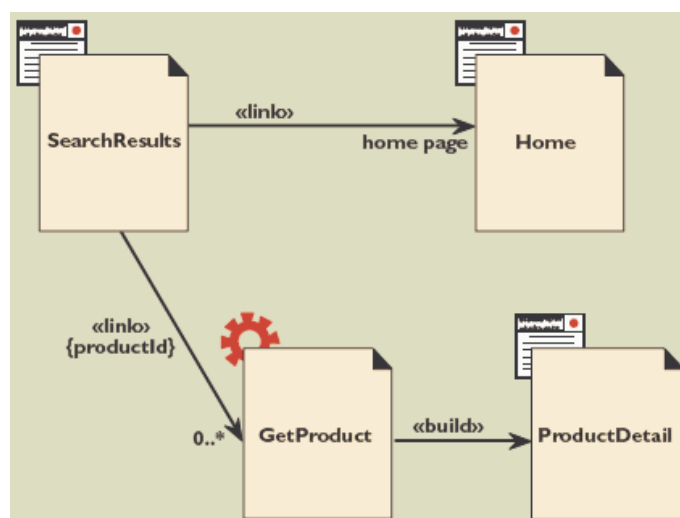 «link»
SearchResults
home page
Home
«link»
{productId}
0..*
GetProduct
«build»
ProductDetail